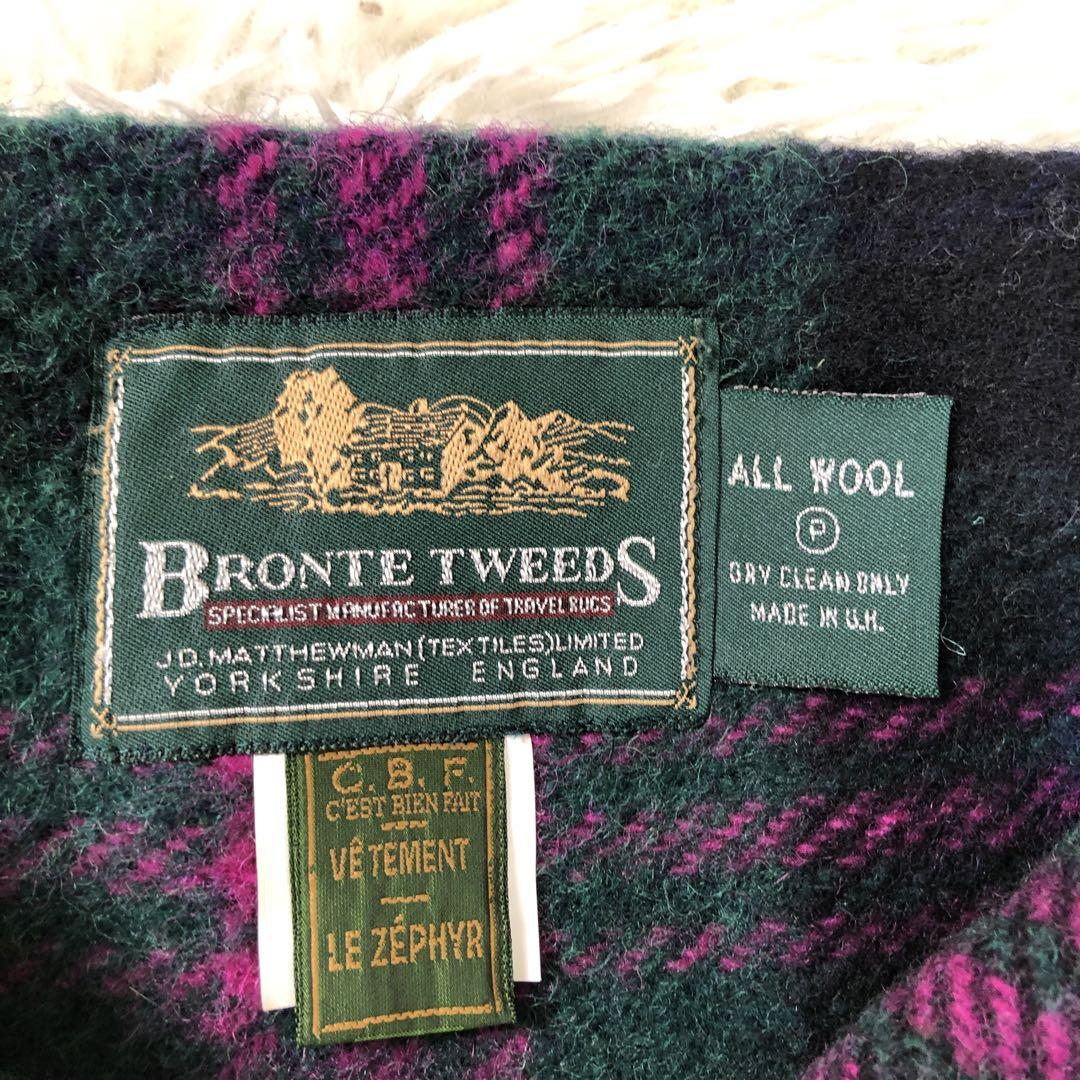 BRONTE TWEEDS
SPECIALIST MANUFACTURER OF TRAVEL RUGS
J.D. MATTHEWMAN (TEXTILES) LIMITED
YORKSHIRE ENGLAND
ALL WOOL
P
DRY CLEAN ONLY
MADE IN U.K.
C. B. F.
C'EST BIEN FAIT
VÊTEMENT
LE ZÉPHYR